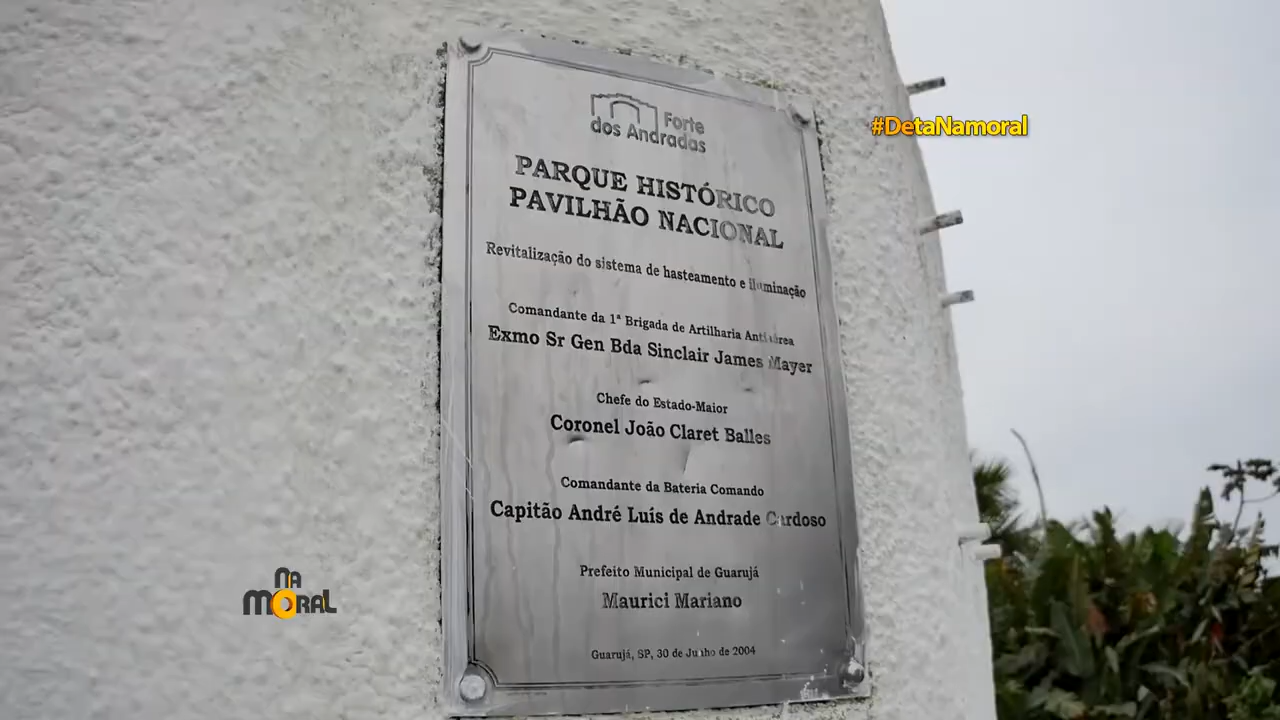 #DetaNamoral
Forte
dos Andradas
PARQUE HISTÓRICO
PAVILHÃO NACIONAL
Revitalização do sistema de hasteamento e iluminação
Comandante da 1ª Brigada de Artilharia Antiaérea
Exmo Sr Gen Bda Sinclair James Mayer
Chefe do Estado-Maior
Coronel João Claret Balles
Comandante da Bateria Comando
Capitão André Luís de Andrade Cardoso
Prefeito Municipal de Guarujá
Maurici Mariano
Guarujá, SP, 30 de Junho de 2004
NA
MORAL